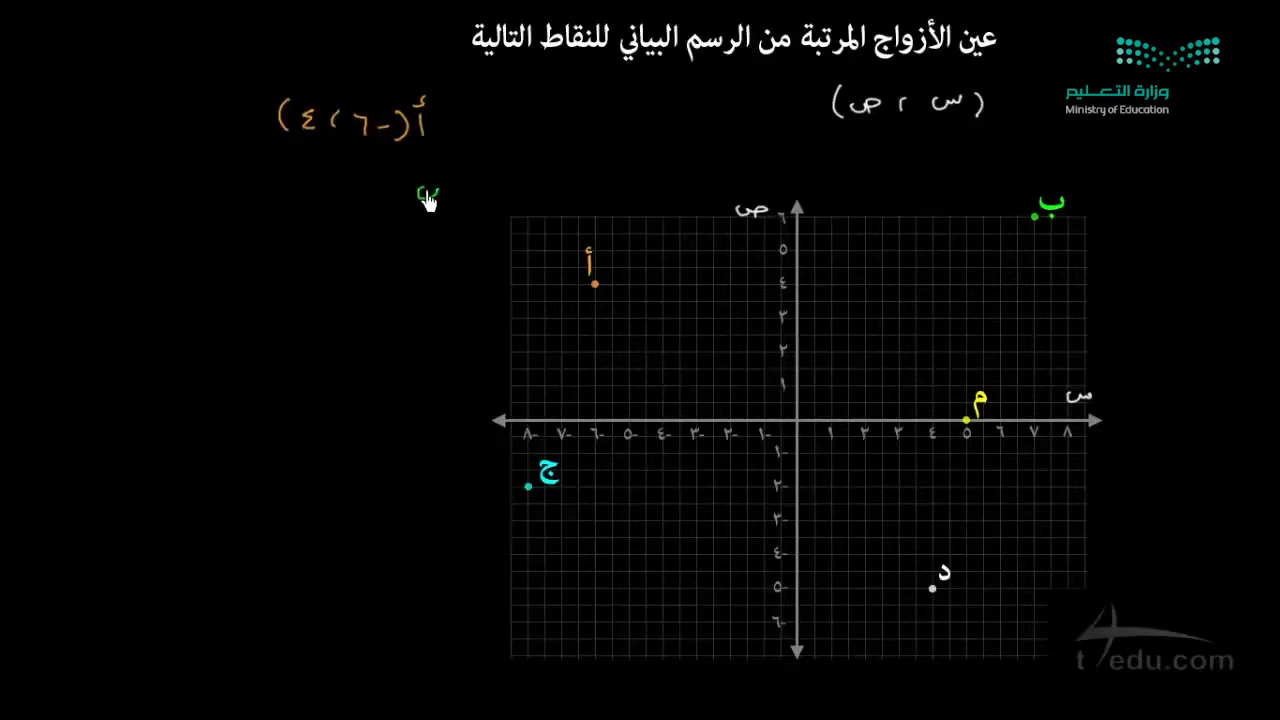 عين الأزواج المرتبة من الرسم البياني للنقاط التالية
وزارة التعـــليم
Ministry of Education
(س ، ص)
أ(-٦ ، ٤)
ص
ب
٦
٥
أ
٤
٣
٢
١
م
س
-٨ -٧ -٦ -٥ -٤ -٣ -٢ -١ ١ ٢ ٣ ٤ ٥ ٦ ٧ ٨
-١
ج
-٢
-٣
-٤
د
-٥
-٦
edu.com